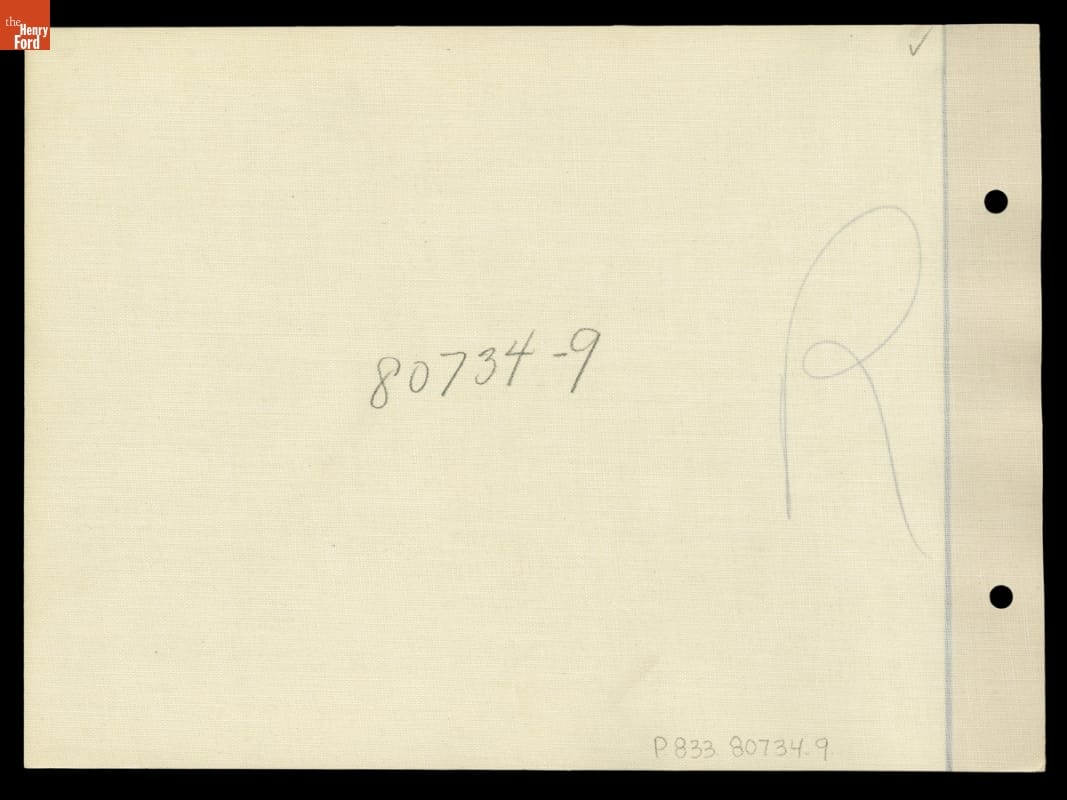 the
Henry
Ford
✓
R
80734-9
P.833.80734.9